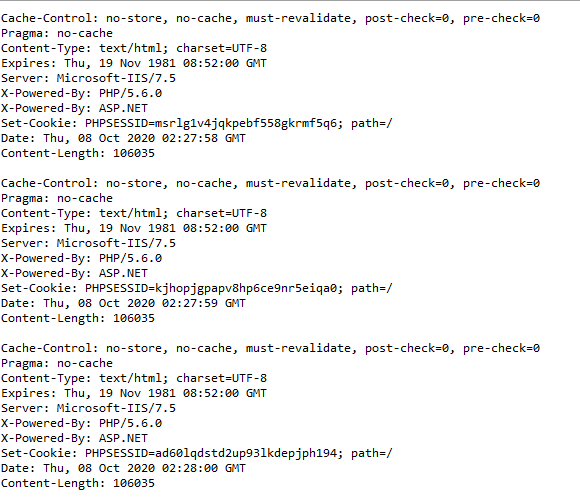 Cache-Control: no-store, no-cache, must-revalidate, post-check=0, pre-check=0
Pragma: no-cache
Content-Type: text/html; charset=UTF-8
Expires: Thu, 19 Nov 1981 08:52:00 GMT
Server: Microsoft-IIS/7.5
X-Powered-By: PHP/5.6.0
X-Powered-By: ASP.NET
Set-Cookie: PHPSESSID=msrlg1v4jqkpebf558gkrmf5q6; path=/
Date: Thu, 08 Oct 2020 02:27:58 GMT
Content-Length: 106035

Cache-Control: no-store, no-cache, must-revalidate, post-check=0, pre-check=0
Pragma: no-cache
Content-Type: text/html; charset=UTF-8
Expires: Thu, 19 Nov 1981 08:52:00 GMT
Server: Microsoft-IIS/7.5
X-Powered-By: PHP/5.6.0
X-Powered-By: ASP.NET
Set-Cookie: PHPSESSID=kjhopjgpapv8hp6ce9nr5eiqa0; path=/
Date: Thu, 08 Oct 2020 02:27:59 GMT
Content-Length: 106035

Cache-Control: no-store, no-cache, must-revalidate, post-check=0, pre-check=0
Pragma: no-cache
Content-Type: text/html; charset=UTF-8
Expires: Thu, 19 Nov 1981 08:52:00 GMT
Server: Microsoft-IIS/7.5
X-Powered-By: PHP/5.6.0
X-Powered-By: ASP.NET
Set-Cookie: PHPSESSID=ad60lqdstd2up93lkdepjph194; path=/
Date: Thu, 08 Oct 2020 02:28:00 GMT
Content-Length: 106035